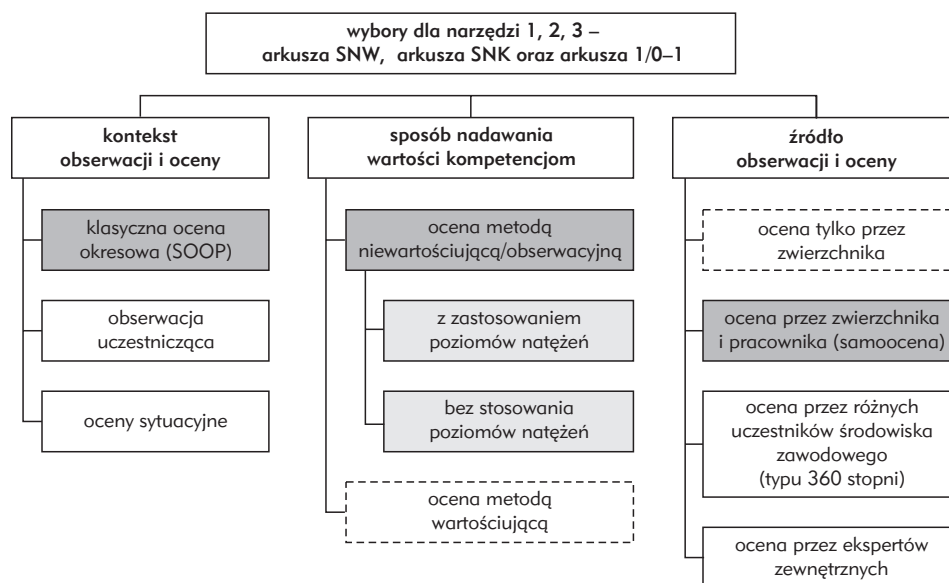 wybory dla narzędzi 1, 2, 3 –
arkusza SNW, arkusza SNK oraz arkusza 1/0–1
kontekst
obserwacji i oceny
klasyczna ocena
okresowa (SOOP)
obserwacja
uczestnicząca
oceny sytuacyjne
sposób nadawania
wartości kompetencjom
ocena metodą
niewartościującą/obserwacyjną
z zastosowaniem
poziomów natężeń
bez stosowania
poziomów natężeń
ocena metodą
wartościującą
źródło
obserwacji i oceny
ocena tylko przez
zwierzchnika
ocena przez zwierzchnika
i pracownika (samoocena)
ocena przez różnych
uczestników środowiska
zawodowego
(typu 360 stopni)
ocena przez ekspertów
zewnętrznych